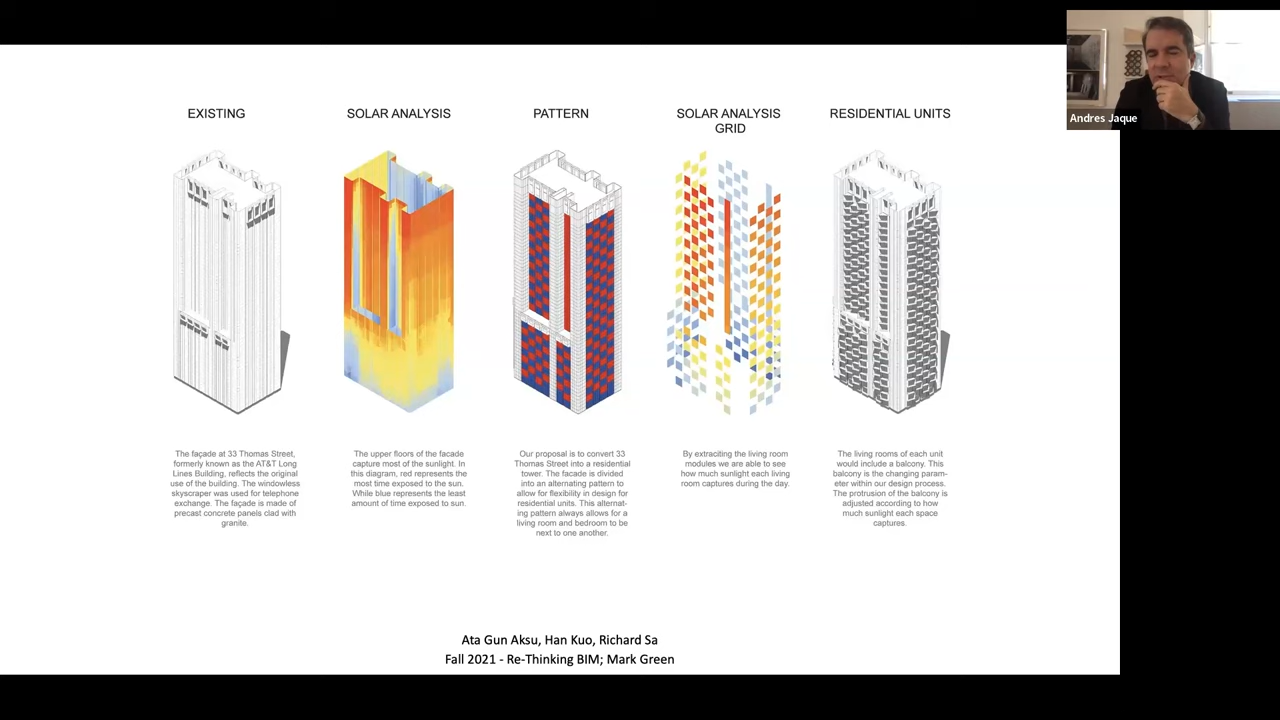 Andres Jaque
EXISTING
SOLAR ANALYSIS
PATTERN
SOLAR ANALYSIS
GRID
RESIDENTIAL UNITS
The façade at 33 Thomas Street,
formerly known as the AT&T Long
Lines Building, reflects the original
use of the building. The windowless
skyscraper was used for telephone
exchange. The façade is made of
precast concrete panels clad with
granite.
The upper floors of the facade
capture most of the sunlight. In
this diagram, red represents the
most time exposed to the sun.
While blue represents the least
amount of time exposed to sun.
Our proposal is to convert 33
Thomas Street into a residential
tower. The facade is divided
into an alternating pattern to
allow for flexibility in design for
residential units. This alternat-
ing pattern always allows for a
living room and bedroom to be
next to one another.
By extraciting the living room
modules we are able to see
how much sunlight each living
room captures during the day.
The living rooms of each unit
would include a balcony. This
balcony is the changing param-
eter within our design process.
The protrusion of the balcony is
adjusted according to how
much sunlight each space
captures.
Ata Gun Aksu, Han Kuo, Richard Sa
Fall 2021 - Re-Thinking BIM; Mark Green